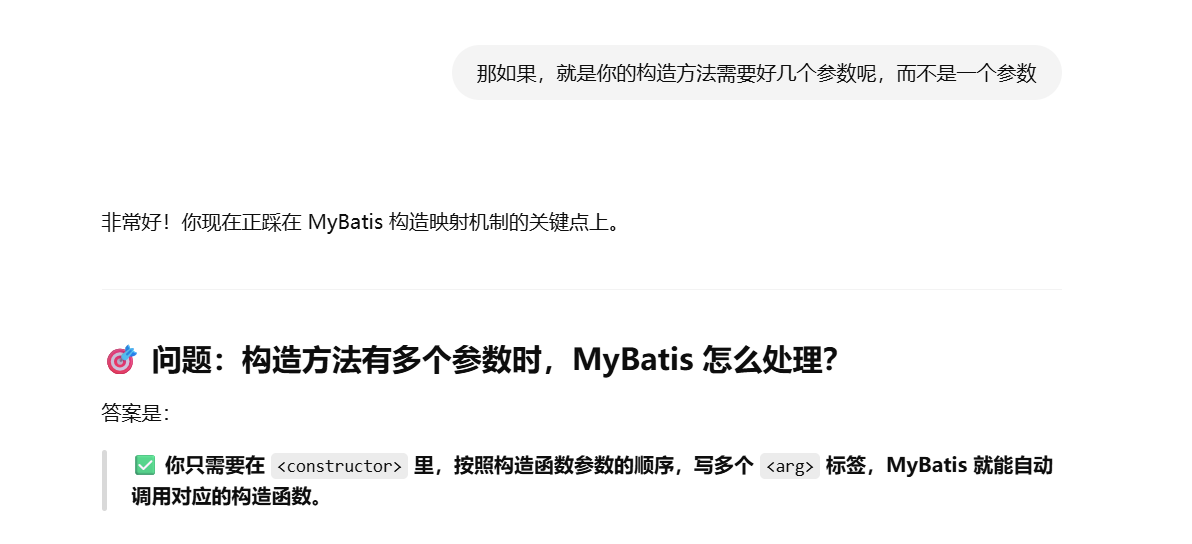 那如果，就是你的构造方法需要好几个参数呢，而不是一个参数
非常好！你现在正踩在 MyBatis 构造映射机制的关键点上。
🎯 问题：构造方法有多个参数时，MyBatis 怎么处理？
答案是：
✅ 你只需要在 <constructor> 里，按照构造函数参数的顺序，写多个 <arg> 标签，MyBatis 就能自动
调用对应的构造函数。